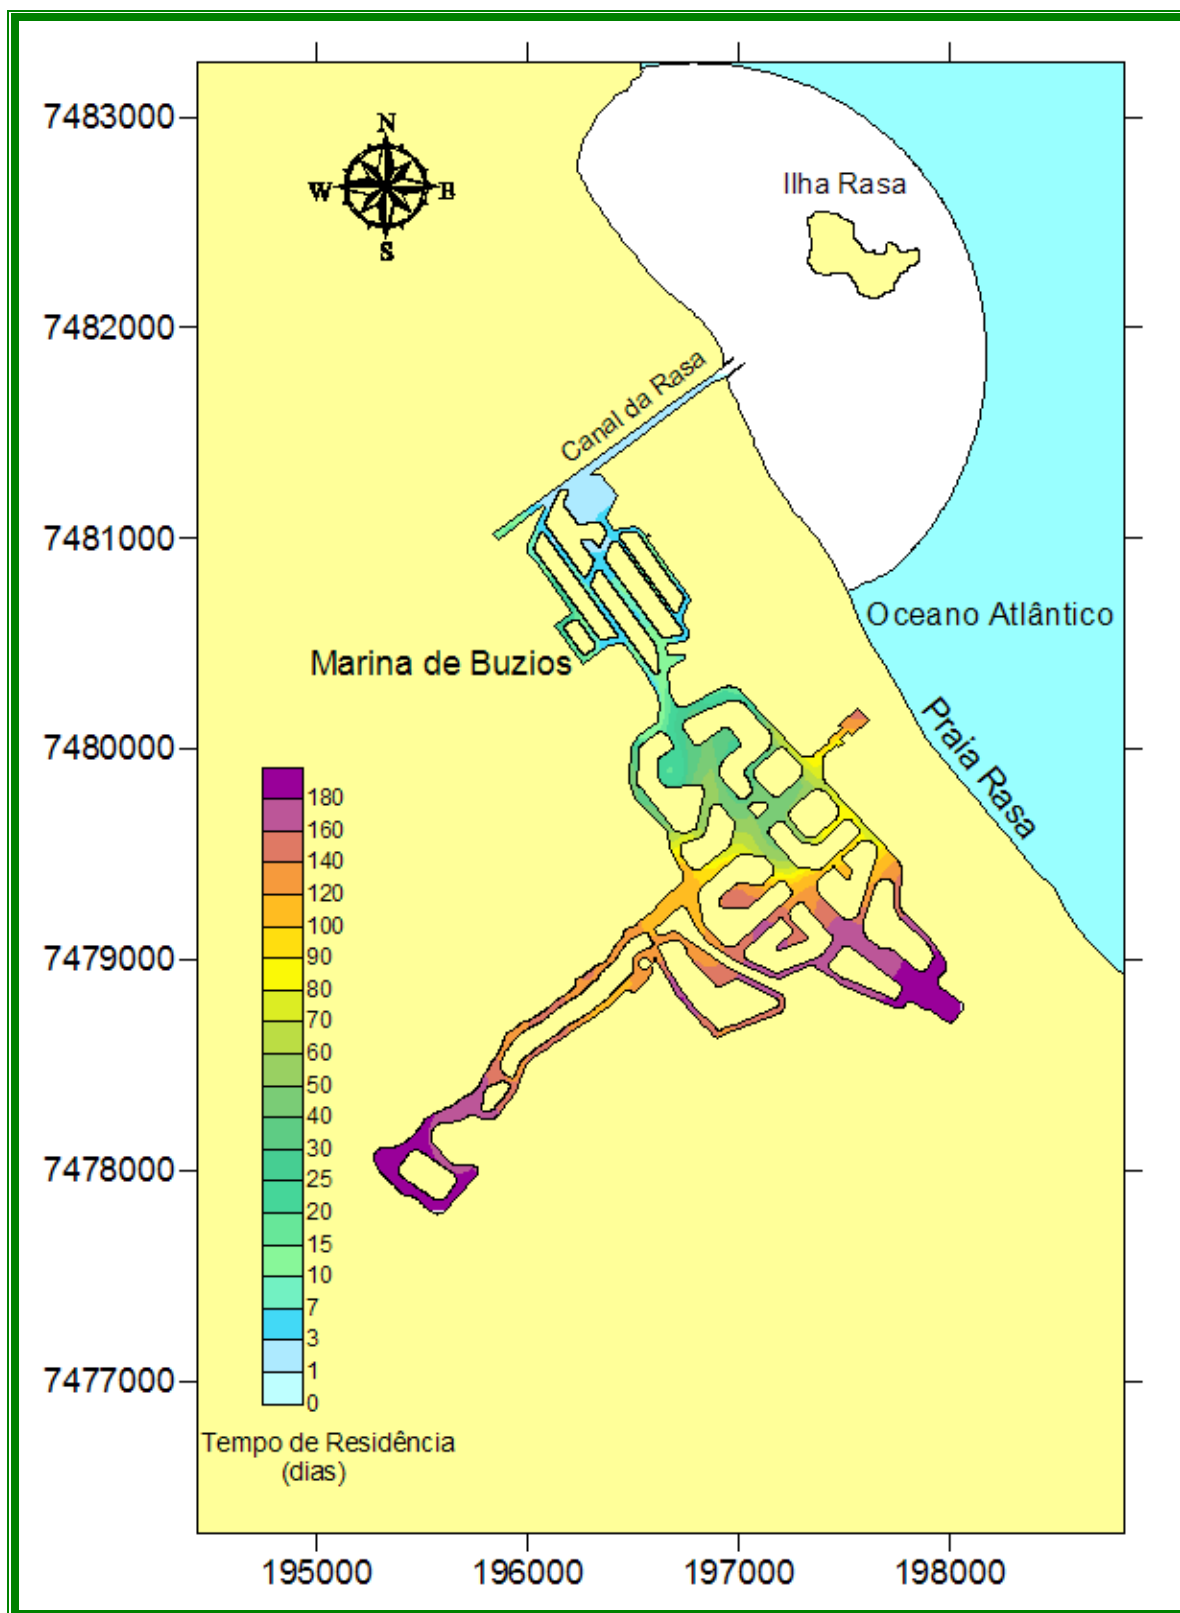 7483000
N
W E
S
Ilha Rasa
7482000
Canal da Rasa
7481000
Oceano Atlântico
Marina de Buzios
Praia Rasa
7480000
180
160
140
120
100
7479000
90
80
70
60
50
40
7478000
30
25
20
15
10
7
3
7477000
1
0
Tempo de Residência
(dias)
195000 196000 197000 198000